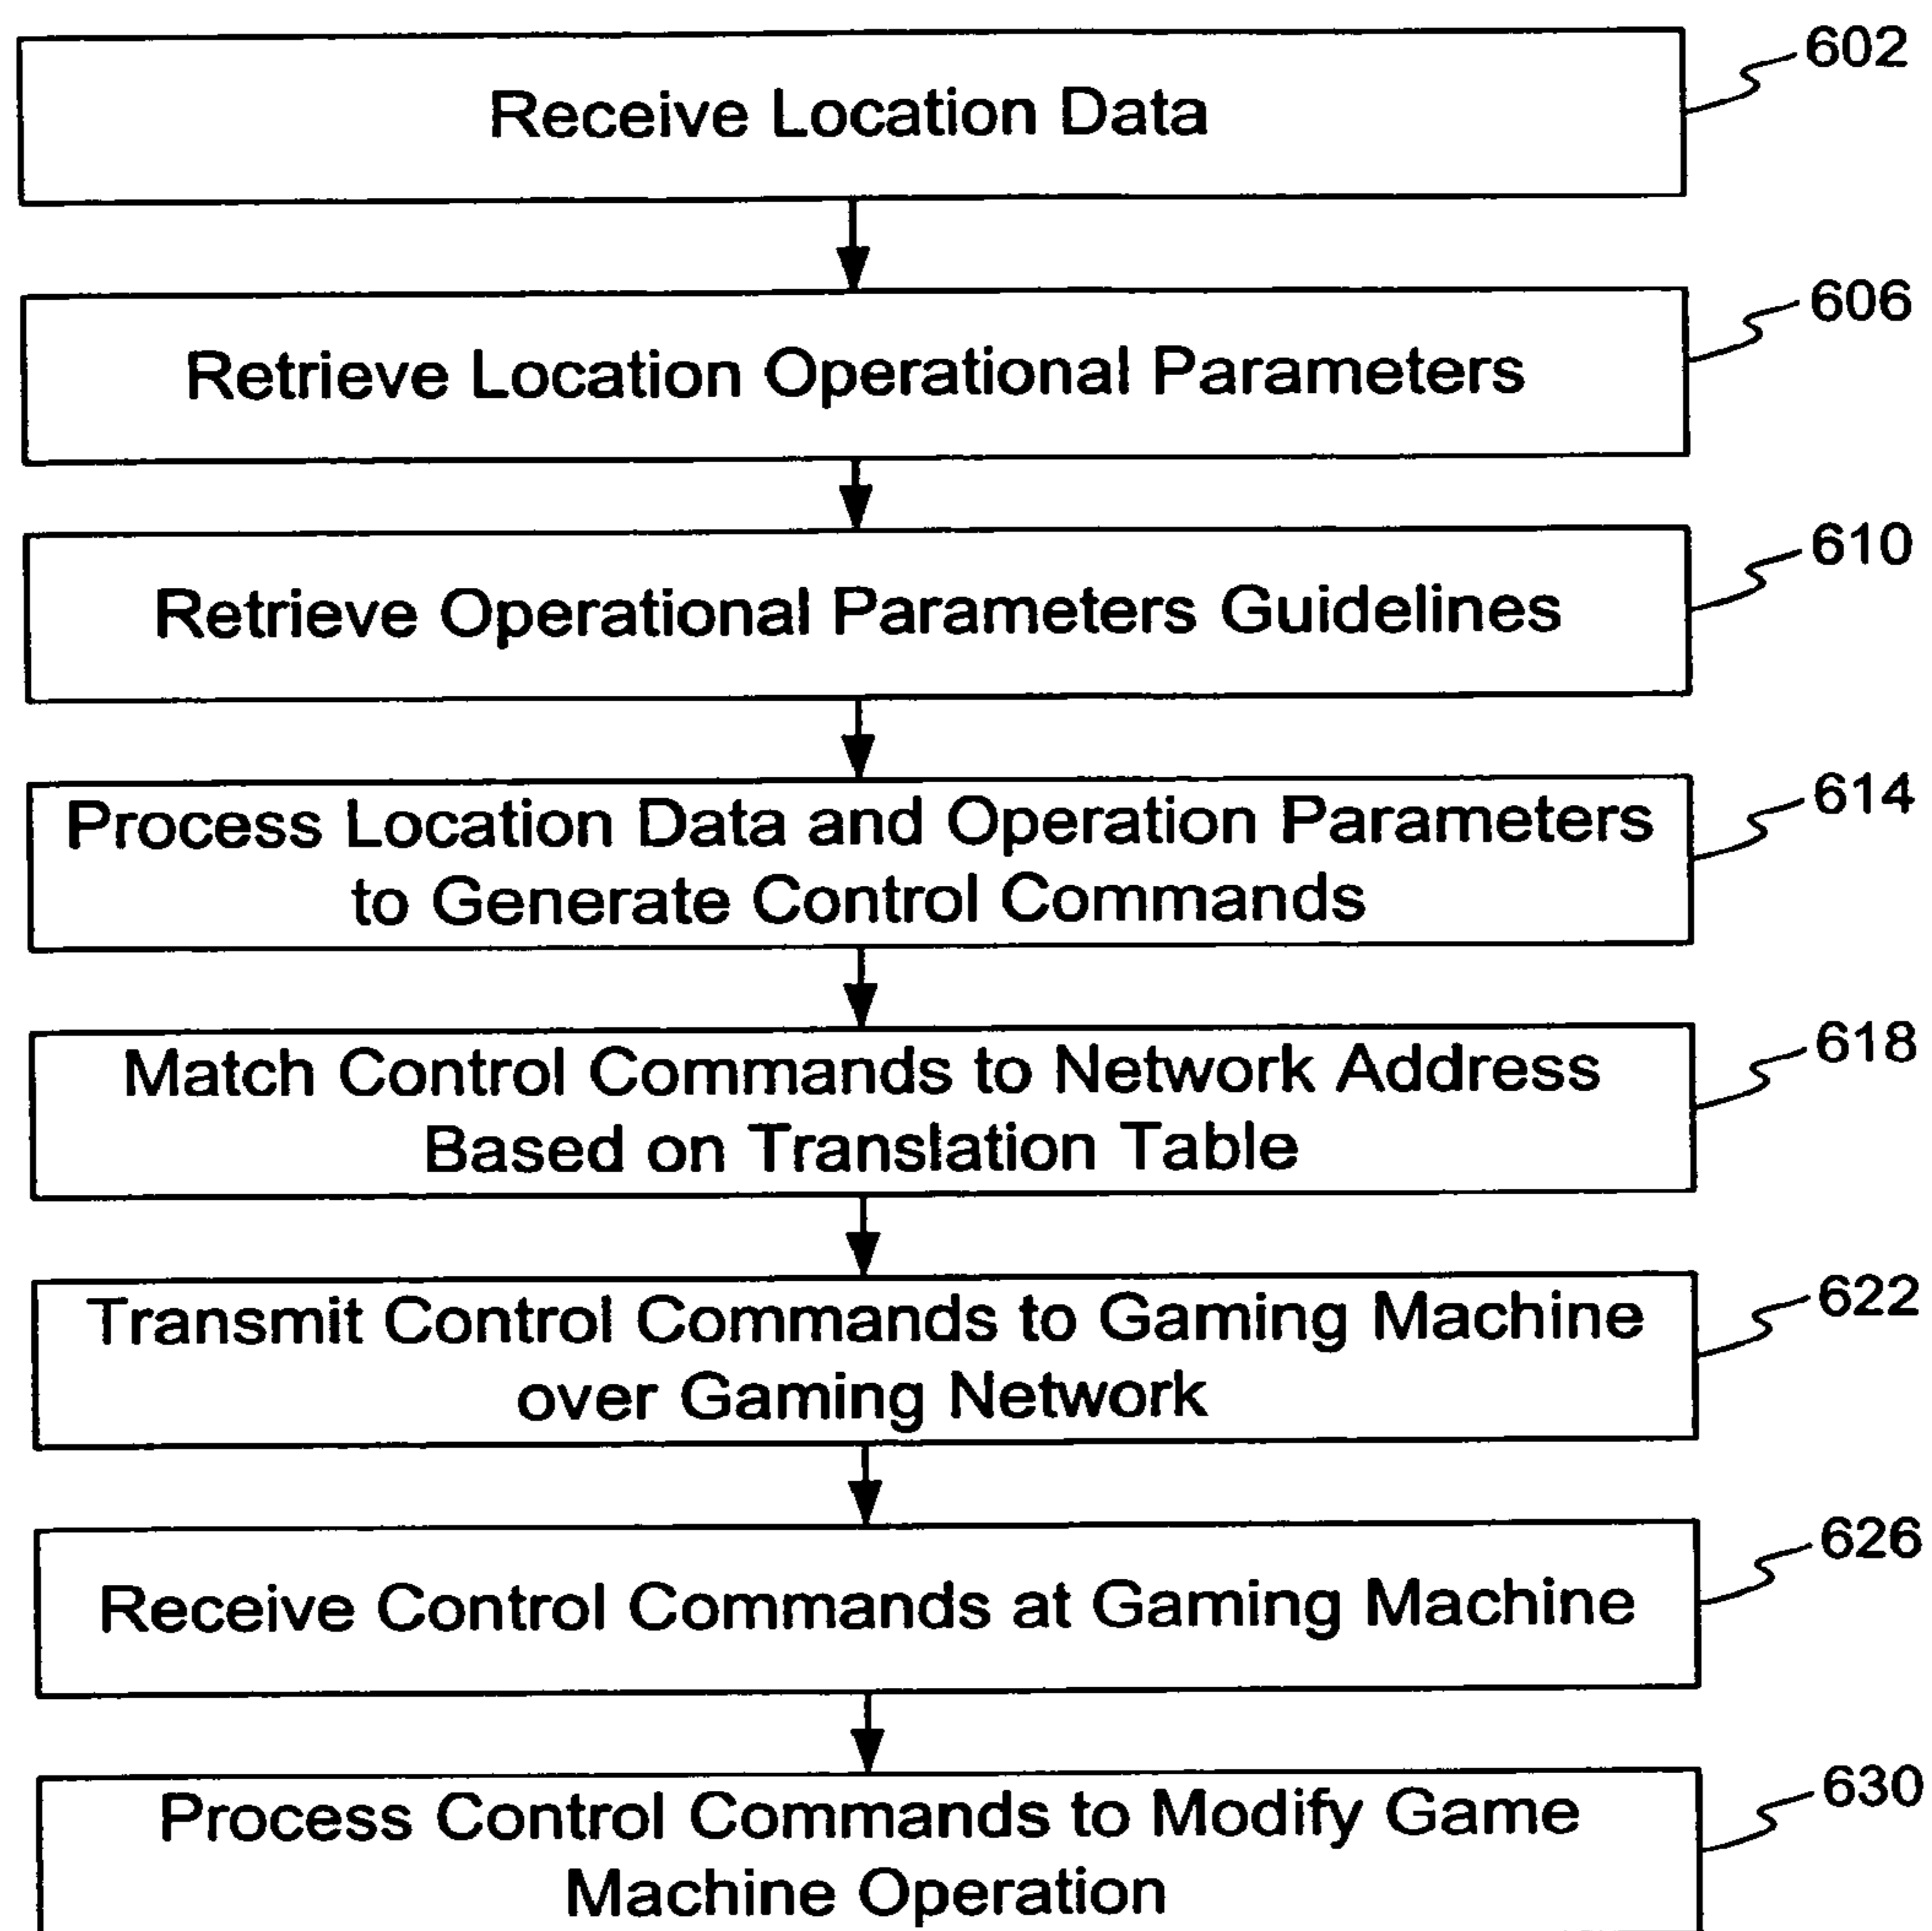 602
Receive Location Data
606
Retrieve Location Operational Parameters
610
Retrieve Operational Parameters Guidelines
614
Process Location Data and Operation Parameters
to Generate Control Commands
618
Match Control Commands to Network Address
Based on Translation Table
622
Transmit Control Commands to Gaming Machine
over Gaming Network
626
Receive Control Commands at Gaming Machine
630
Process Control Commands to Modify Game
Machine Operation